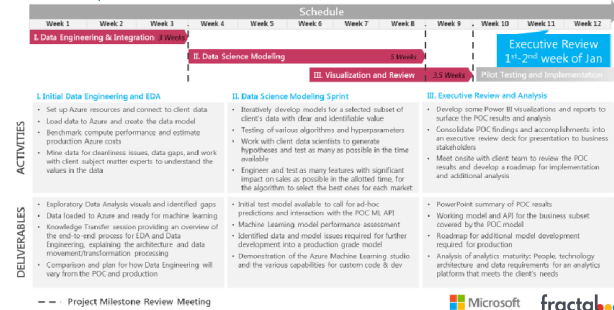 Schedule
Week 1 Week 2 Week 3 Week 4 Week 5 Week 6 Week 7 Week 8 Week 9 Week 10 Week 11 Week 12
I. Data Engineering & Integration 3 Weeks
II. Data Science Modeling 5 Weeks
III. Visualization and Review 3.5 Weeks
Pilot Testing and Implementation
Executive Review
1st-2nd week of Jan
ACTIVITIES
I. Initial Data Engineering and EDA
• Set up Azure resources and connect to client data
• Load data to Azure and create the data model
• Benchmark compute performance and estimate
production Azure costs
• Mine data for cleanliness issues, data gaps, and work
with client subject matter experts to understand the
values in the data
II. Data Science Modeling Sprint
• Iteratively develop models for a selected subset of
client's data with clear and identifiable value
• Testing of various algorithms and hyperparameters
• Work with client data scientists to generate
hypotheses and test as many as possible in the time
available
• Engineer and test as many features with significant
impact on sales as possible in the allotted time, for
the algorithm to select the best ones for each market
III. Executive Review and Analysis
• Develop some Power BI visualizations and reports to
surface the POC results and analysis
• Consolidate POC findings and accomplishments into
an executive review deck for presentation to business
stakeholders
• Meet onsite with client team to review the POC
results and develop a roadmap for implementation
and additional analysis
DELIVERABLES
• Exploratory Data Analysis visuals and identified gaps
• Data loaded to Azure and ready for machine learning
• Knowledge Transfer session providing an overview of
the end-to-end process for EDA and Data
Engineering, explaining the architecture and data
movement/transformation processing
• Comparison and plan for how Data Engineering will
vary from the POC and production
• Initial test model available to call for ad-hoc
predictions and interaction with the POC ML API
• Machine Learning model performance assessment
• Identified data and model issues required for further
development into a production grade model
• Demonstration of the Azure Machine Learning studio
and the various capabilities for custom code & dev
• PowerPoint summary of POC results
• Working model and API for the business subset
covered by the POC model
• Roadmap for additional model development
required for production
• Analysis of analytics maturity: People, technology
architecture and data requirements for an analytics
platform that meets the client's needs
Project Milestone Review Meeting
Microsoft
fractal